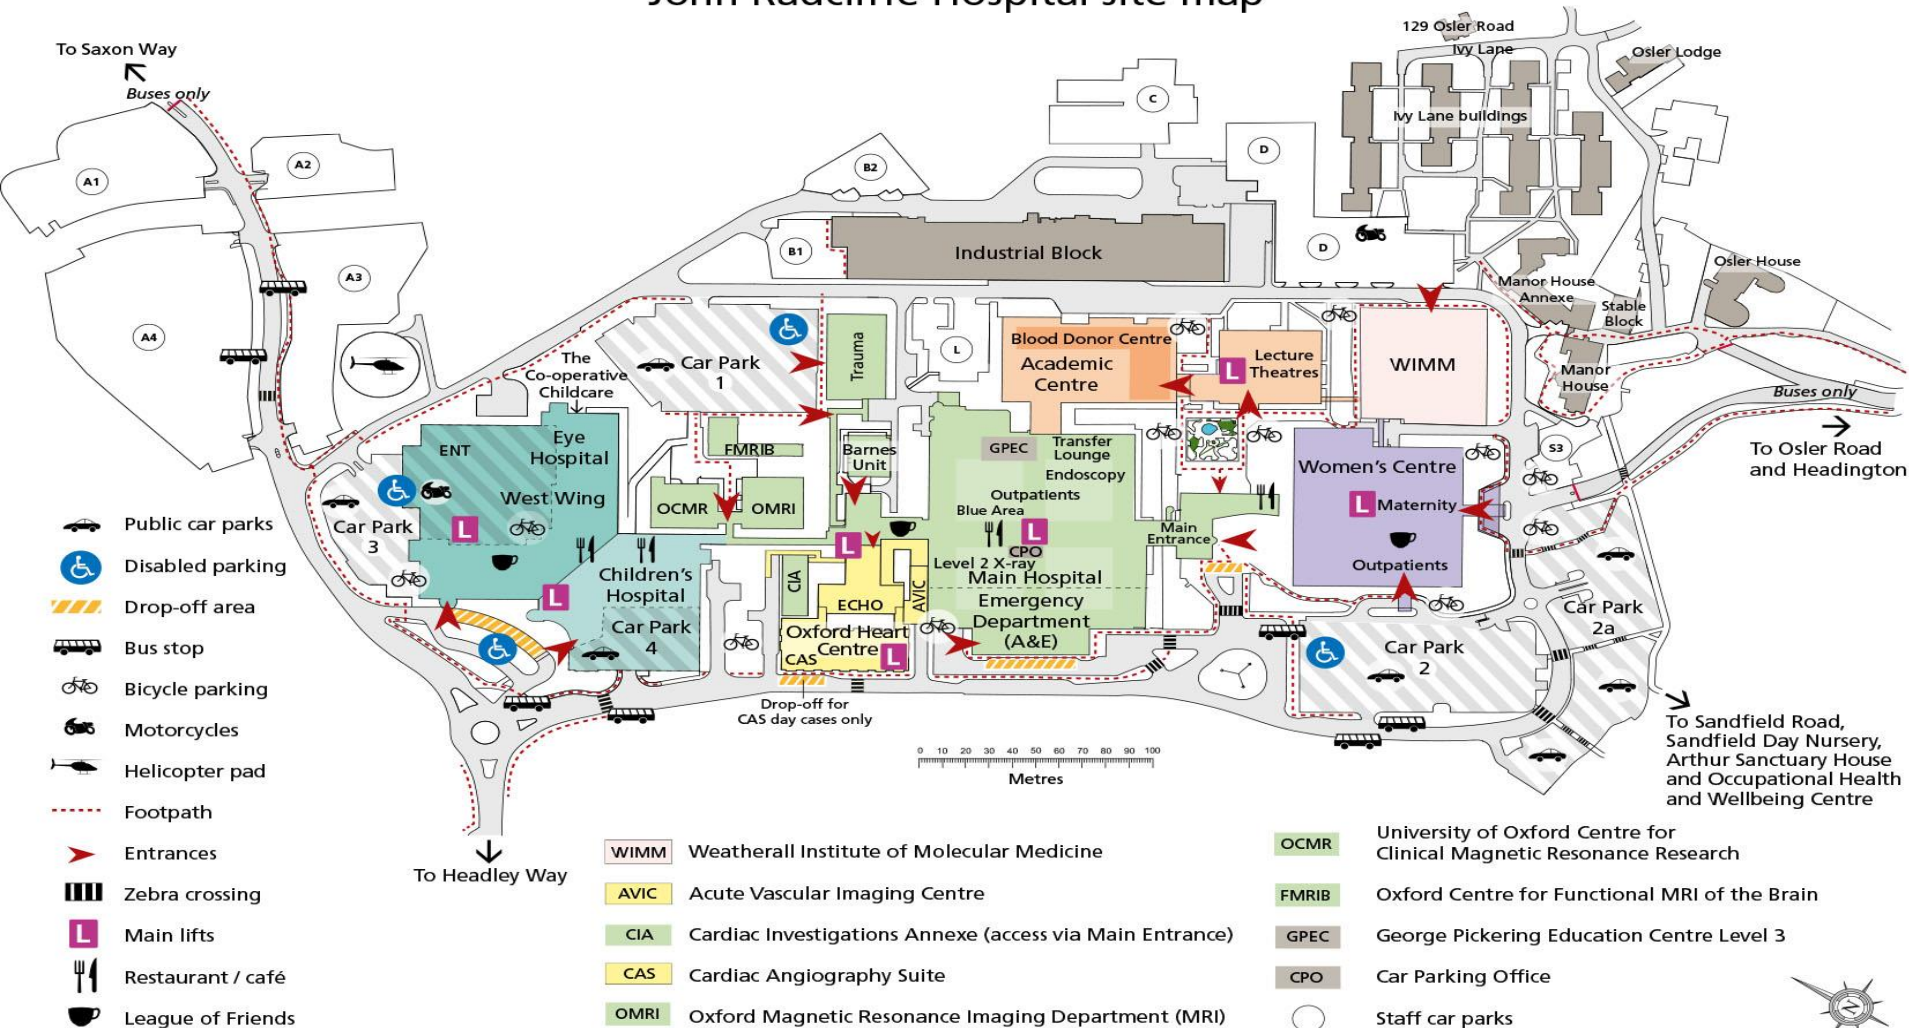 John Radcliffe Hospital site map
To Saxon Way
Buses only
A1
A2
A3
A4
B2
B1
C
D
D
L
S3
129 Osler Road
Ivy Lane
Osler Lodge
Ivy Lane buildings
Industrial Block
Manor House
Annexe
Stable
Block
Osler House
Manor
House
Buses only
To Osler Road
and Headington
The
Co-operative
Childcare
Car Park
1
Trauma
Blood Donor Centre
Academic
Centre
L
Lecture
Theatres
WIMM
ENT
Eye
Hospital
West Wing
L
Car Park
3
FMRIB
OCMR
OMRI
Barnes
Unit
GPEC
Transfer
Lounge
Endoscopy
Outpatients
Blue Area
L
CPO
Level 2 X-ray
Main Hospital
Emergency
Department
(A&E)
Main
Entrance
Women's Centre
L
Maternity
Outpatients
L
Children's
Hospital
Car Park
4
L
CIA
ECHO
AVIC
Oxford Heart
Centre
CAS
L
Drop-off for
CAS day cases only
Car Park
2
Car Park
2a
To Sandfield Road,
Sandfield Day Nursery,
Arthur Sanctuary House
and Occupational Health
and Wellbeing Centre
0 10 20 30 40 50 60 70 80 90 100
Metres
To Headley Way
Public car parks
Disabled parking
Drop-off area
Bus stop
Bicycle parking
Motorcycles
Helicopter pad
Footpath
Entrances
Zebra crossing
L Main lifts
Restaurant / café
League of Friends
WIMM Weatherall Institute of Molecular Medicine
AVIC Acute Vascular Imaging Centre
CIA Cardiac Investigations Annexe (access via Main Entrance)
CAS Cardiac Angiography Suite
OMRI Oxford Magnetic Resonance Imaging Department (MRI)
OCMR University of Oxford Centre for
Clinical Magnetic Resonance Research
FMRIB Oxford Centre for Functional MRI of the Brain
GPEC George Pickering Education Centre Level 3
CPO Car Parking Office
Staff car parks
N